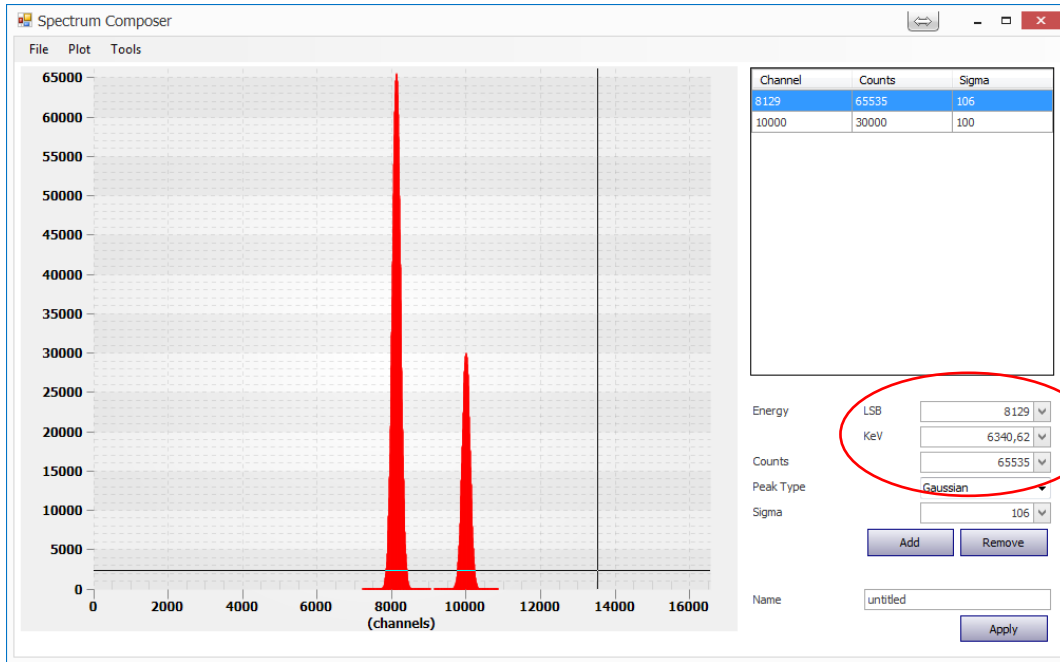 Spectrum Composer
File Plot Tools
65000
60000
55000
50000
45000
40000
35000
30000
25000
20000
15000
10000
5000
0
0 2000 4000 6000 8000 10000 12000 14000 16000
(channels)
Channel Counts Sigma
8129 65535 106
10000 30000 100
Energy LSB 8129
KeV 6340,62
Counts 65535
Peak Type Gaussian
Sigma 106
Add Remove
Name untitled
Apply